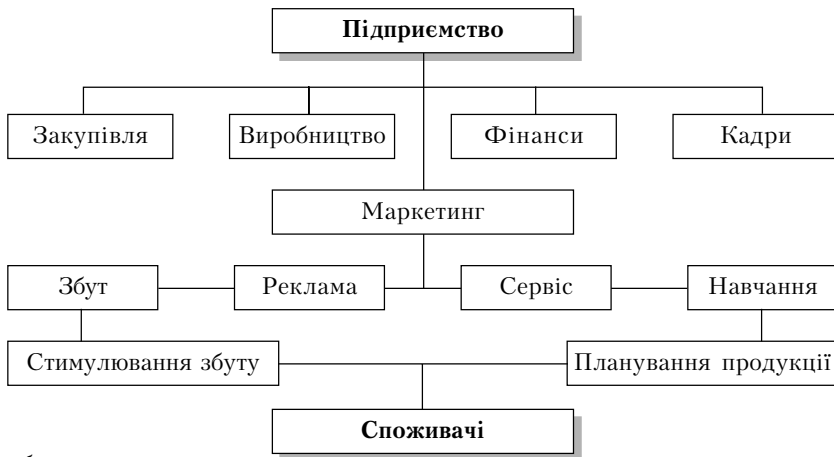 Підприємство
Закупівля Виробництво Фінанси Кадри
Маркетинг
Збут Реклама Сервіс Навчання
Стимулювання збуту Планування продукції
Споживачі